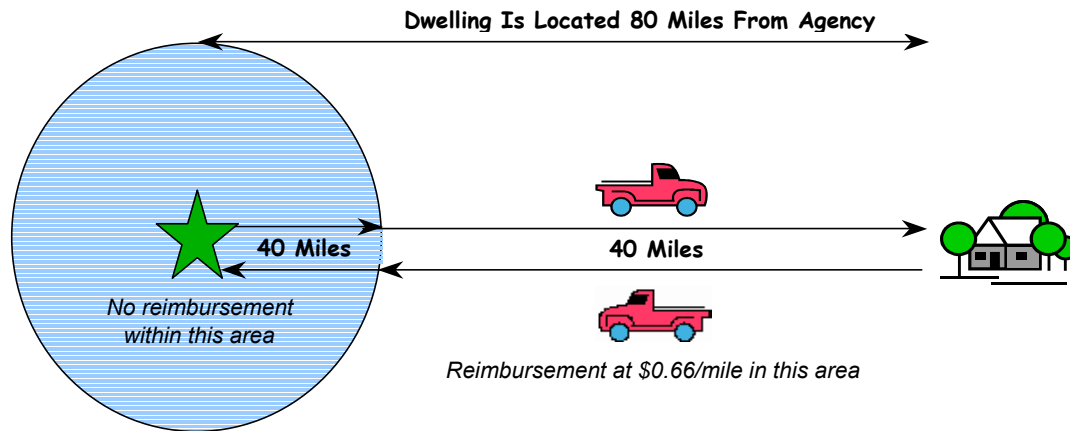 Dwelling Is Located 80 Miles From Agency
40 Miles
40 Miles
No reimbursement
within this area
Reimbursement at $0.66/mile in this area